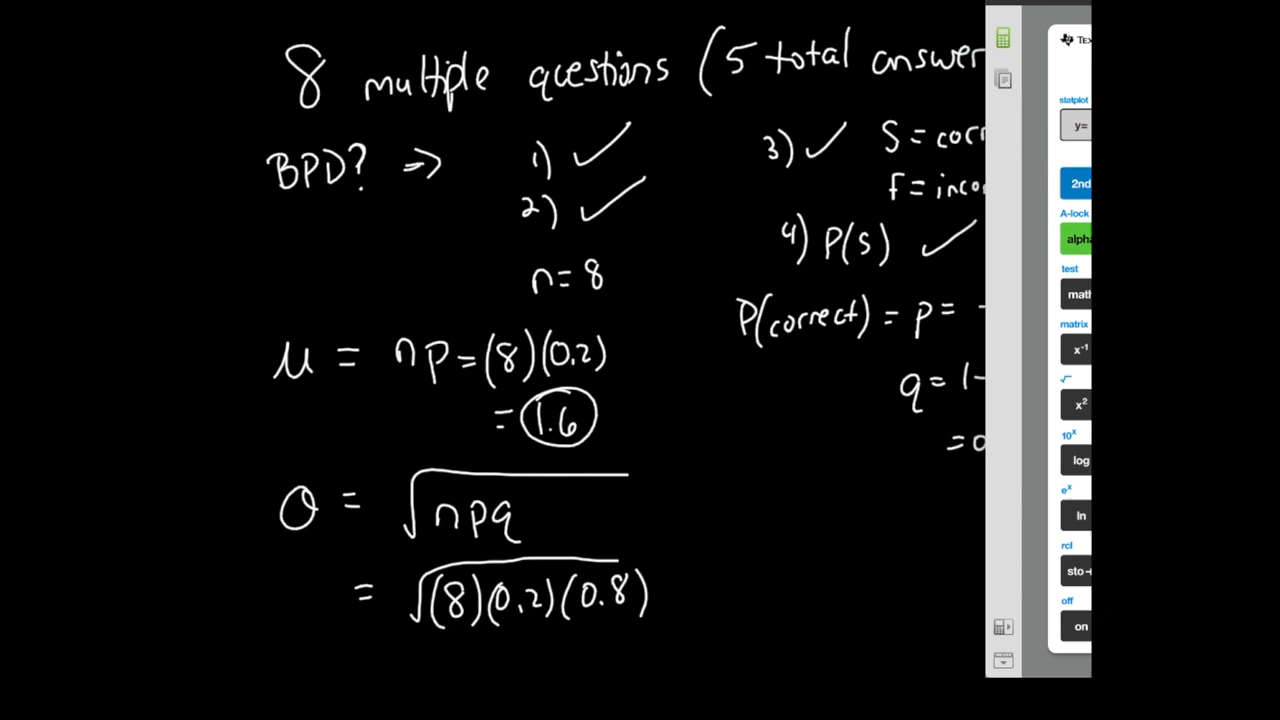 8 multiple questions (5 total answer
BPD? ⇒ 1) ✓
2) ✓
n = 8
3) ✓ S = corr
f = inco
4) P(s) ✓
P(correct) = p =
q = 1-
= 0
μ = np = (8)(0.2)
= 1.6
σ = √npq
= √(8)(0.2)(0.8)
statplot
y=
2nd
A-lock
alpha
test
math
matrix
x⁻¹
√
x²
10ˣ
log
eˣ
ln
rcl
sto→
off
on